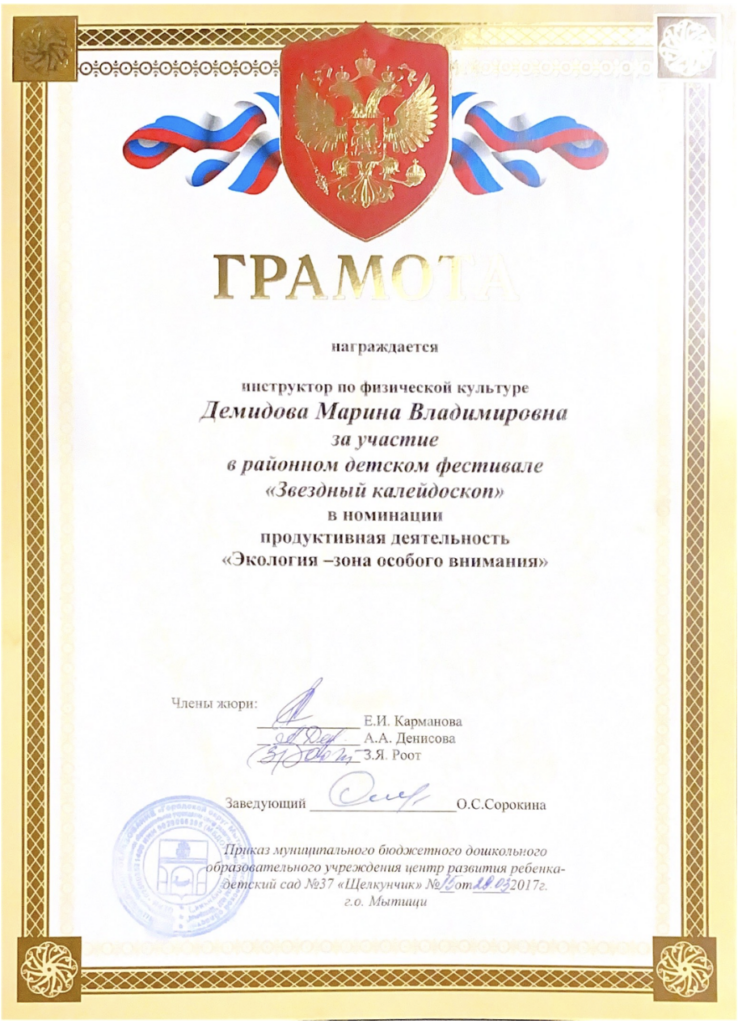 ГРАМОТА
награждается
инструктор по физической культуре
Демидова Марина Владимировна
за участие
в районном детском фестивале
«Звездный калейдоскоп»
в номинации
продуктивная деятельность
«Экология –зона особого внимания»
Члены жюри:
Е.И. Карманова
А.А. Денисова
З.Я. Роот
Заведующий О.С.Сорокина
Приказ муниципального бюджетного дошкольного
образовательного учреждения центр развития ребенка-
детский сад №37 «Щелкунчик» № 15 от 2017г.
г.о. Мытищи